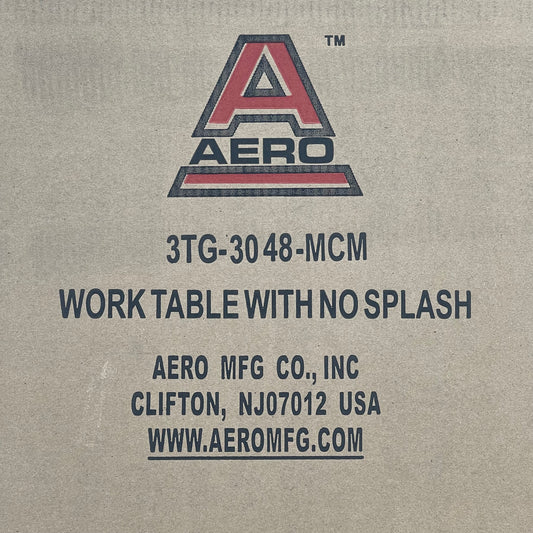 A ™
AERO
3TG-3048-MCM
WORK TABLE WITH NO SPLASH
AERO MFG CO., INC
CLIFTON, NJ07012 USA
WWW.AEROMFG.COM